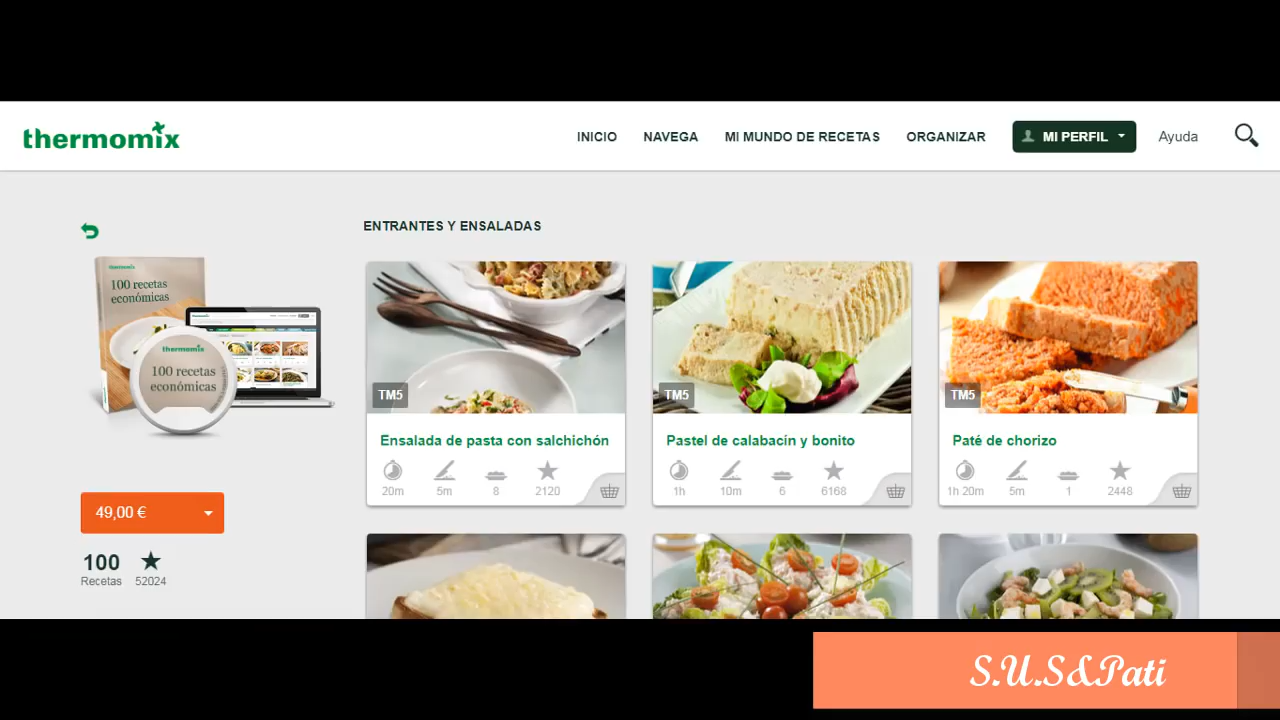 thermomix
INICIO NAVEGA MI MUNDO DE RECETAS ORGANIZAR MI PERFIL Ayuda
ENTRANTES Y ENSALADAS
thermomix
100 recetas
económicas
thermomix
100 recetas
económicas
49,00 €
100
Recetas
52024
TM5
Ensalada de pasta con salchichón
20m 5m 8 2120
TM5
Pastel de calabacín y bonito
1h 10m 6 6168
TM5
Paté de chorizo
1h 20m 5m 1 2448
S.U.S&Pati